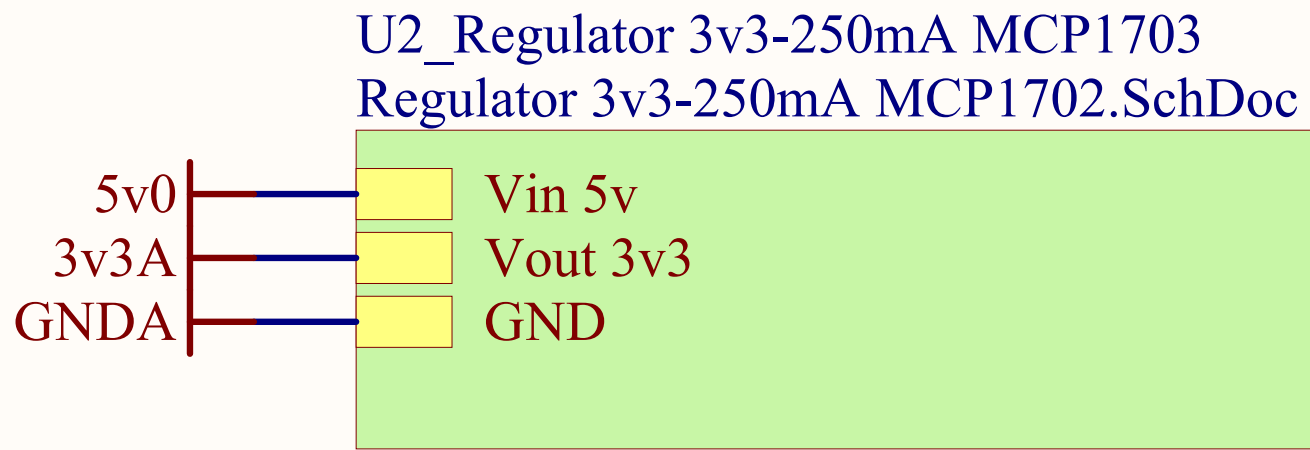 U2_Regulator 3v3-250mA MCP1703
Regulator 3v3-250mA MCP1702.SchDoc
5v0 Vin 5v
3v3A Vout 3v3
GNDA GND